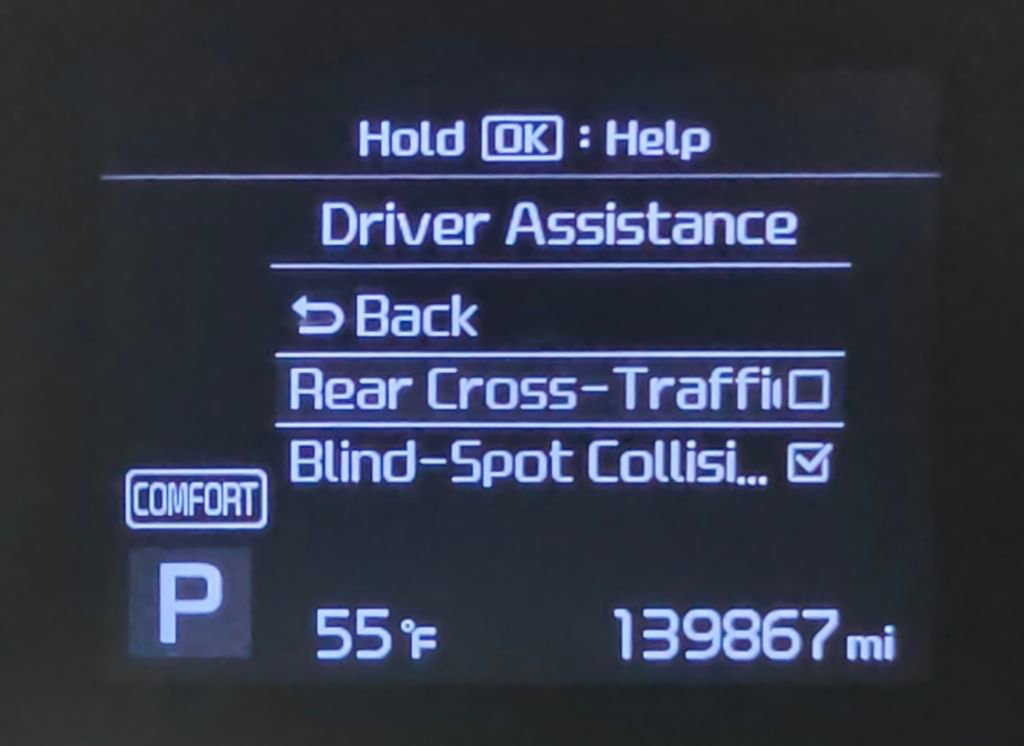 Hold OK : Help
Driver Assistance
Back
Rear Cross-Traffi
Blind-Spot Collisi...
COMFORT
P
55°F 139867 mi